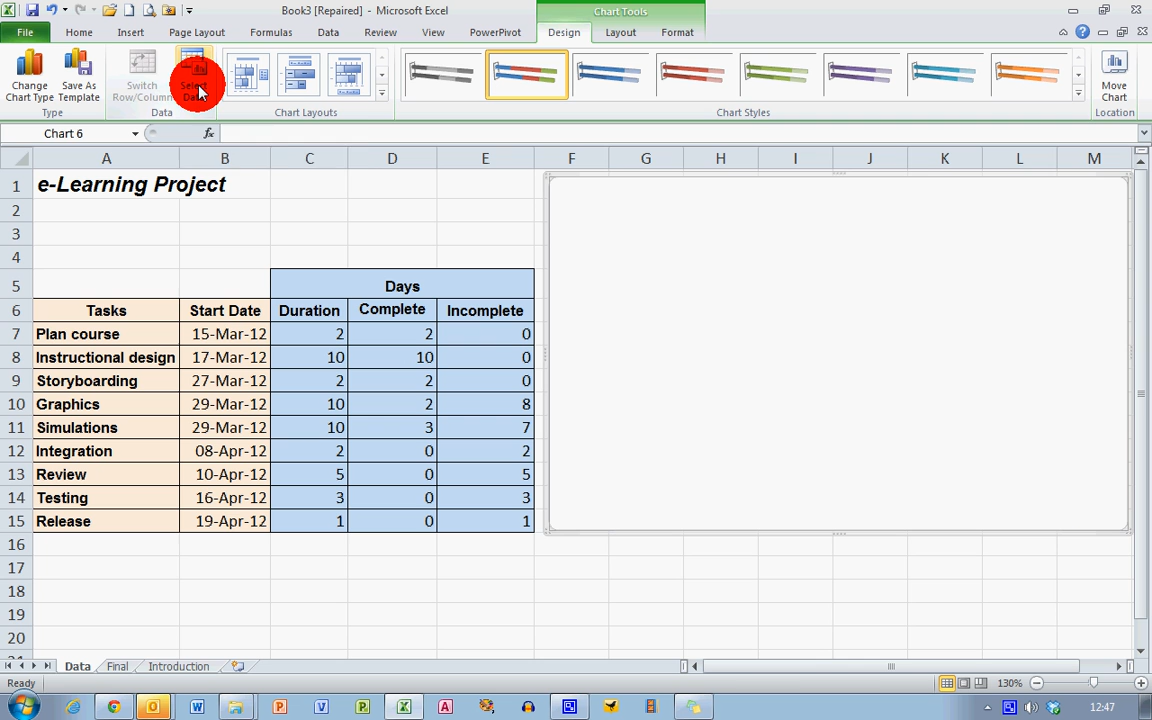 Book3 [Repaired] - Microsoft Excel
Chart Tools
File Home Insert Page Layout Formulas Data Review View PowerPivot Design Layout Format
Change Chart Type
Save As Template
Switch Row/Column
Select Data
Move Chart
Type Data Chart Layouts Chart Styles Location
Chart 6 fx
A B C D E F G H I J K L M
1 e-Learning Project
2
3
4
5 Days
6 Tasks Start Date Duration Complete Incomplete
7 Plan course 15-Mar-12 2 2 0
8 Instructional design 17-Mar-12 10 10 0
9 Storyboarding 27-Mar-12 2 2 0
10 Graphics 29-Mar-12 10 2 8
11 Simulations 29-Mar-12 10 3 7
12 Integration 08-Apr-12 2 0 2
13 Review 10-Apr-12 5 0 5
14 Testing 16-Apr-12 3 0 3
15 Release 19-Apr-12 1 0 1
16
17
18
19
20
Data Final Introduction
Ready 130%
12:47